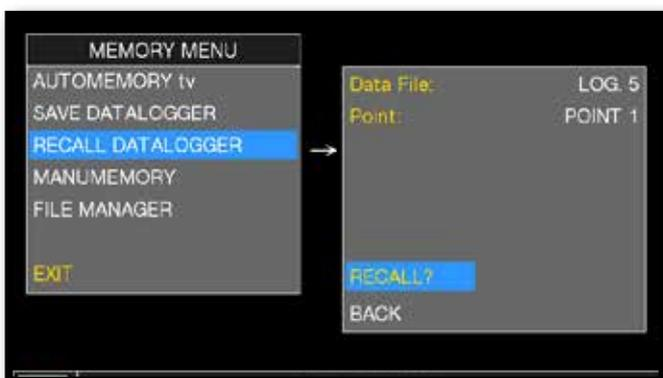 MEMORY MENU
AUTOMEMORY tv
SAVE DATALOGGER
RECALL DATALOGGER
MANUMEMORY
FILE MANAGER
EXIT
→
Data File: LOG. 5
Point: POINT 1
RECALL?
BACK